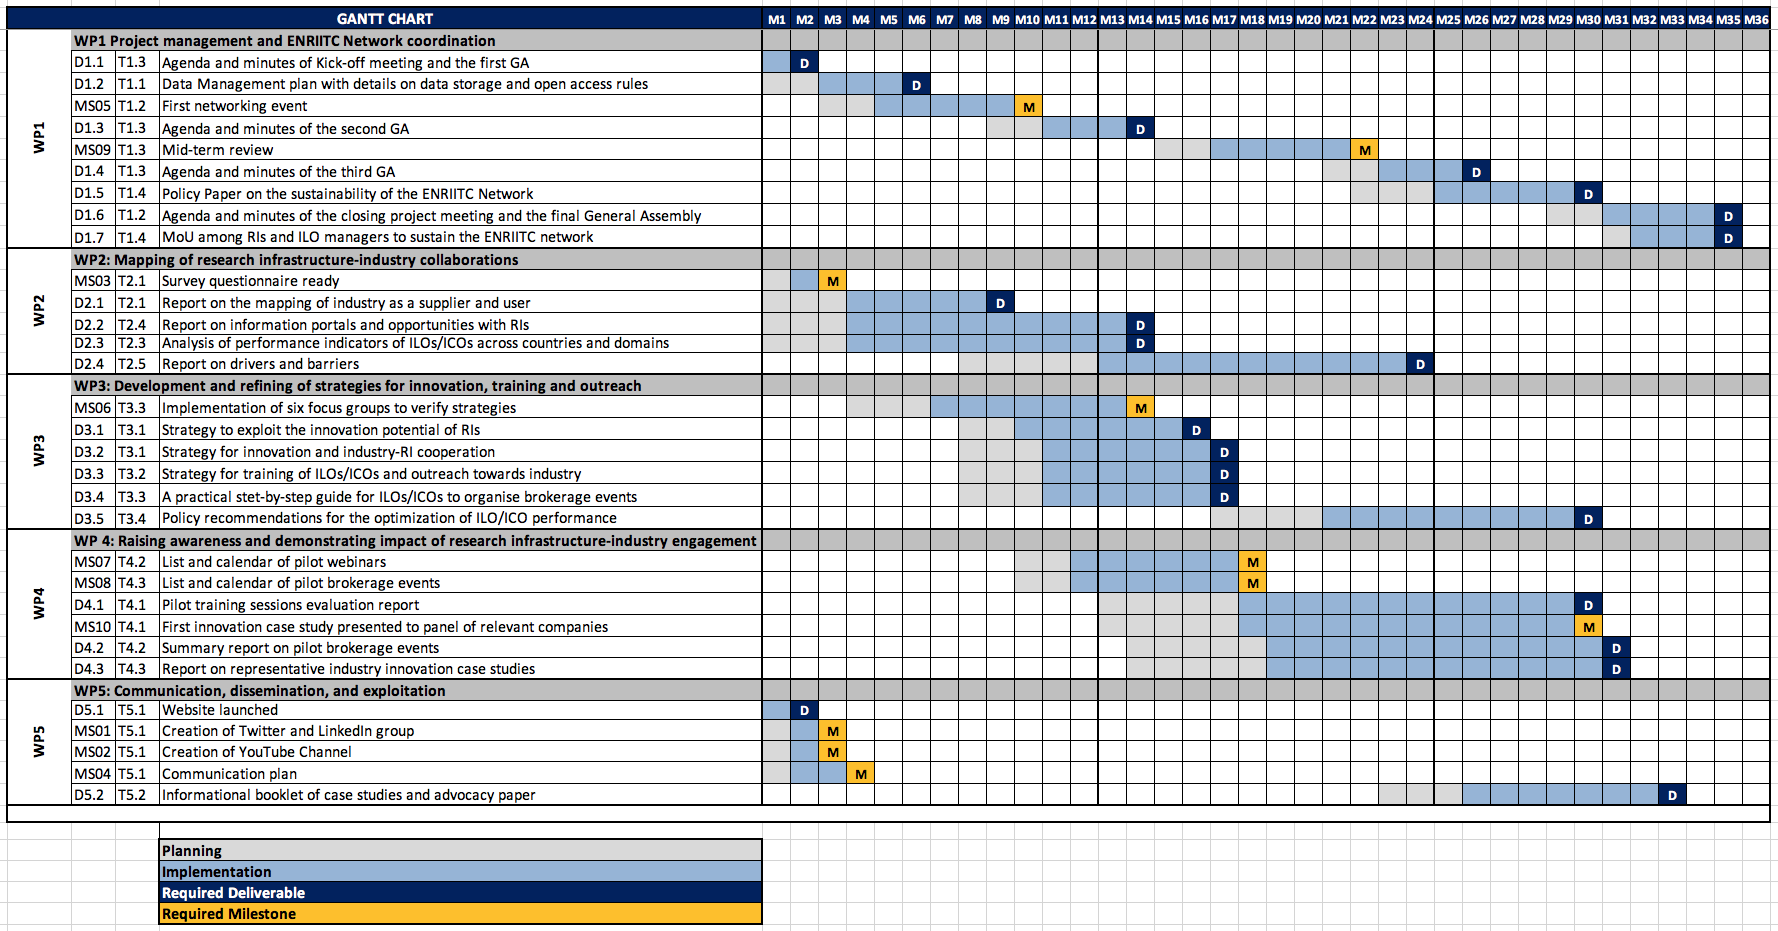 GANTT CHART M1 M2 M3 M4 M5 M6 M7 M8 M9 M10 M11 M12 M13 M14 M15 M16 M17 M18 M19 M20 M21 M22 M23 M24 M25 M26 M27 M28 M29 M30 M31 M32 M33 M34 M35 M36
WP1
WP1 Project management and ENRIITC Network coordination
D1.1 T1.3 Agenda and minutes of Kick-off meeting and the first GA D
D1.2 T1.1 Data Management plan with details on data storage and open access rules D
MS05 T1.2 First networking event M
D1.3 T1.3 Agenda and minutes of the second GA D
MS09 T1.3 Mid-term review M
D1.4 T1.3 Agenda and minutes of the third GA D
D1.5 T1.4 Policy Paper on the sustainability of the ENRIITC Network D
D1.6 T1.2 Agenda and minutes of the closing project meeting and the final General Assembly D
D1.7 T1.4 MoU among RIs and ILO managers to sustain the ENRIITC network D
WP2
WP2: Mapping of research infrastructure-industry collaborations
MS03 T2.1 Survey questionnaire ready M
D2.1 T2.1 Report on the mapping of industry as a supplier and user D
D2.2 T2.4 Report on information portals and opportunities with RIs D
D2.3 T2.3 Analysis of performance indicators of ILOs/ICOs across countries and domains D
D2.4 T2.5 Report on drivers and barriers D
WP3
WP3: Development and refining of strategies for innovation, training and outreach
MS06 T3.3 Implementation of six focus groups to verify strategies M
D3.1 T3.1 Strategy to exploit the innovation potential of RIs D
D3.2 T3.1 Strategy for innovation and industry-RI cooperation D
D3.3 T3.2 Strategy for training of ILOs/ICOs and outreach towards industry D
D3.4 T3.3 A practical stet-by-step guide for ILOs/ICOs to organise brokerage events D
D3.5 T3.4 Policy recommendations for the optimization of ILO/ICO performance D
WP4
WP 4: Raising awareness and demonstrating impact of research infrastructure-industry engagement
MS07 T4.2 List and calendar of pilot webinars M
MS08 T4.3 List and calendar of pilot brokerage events M
D4.1 T4.1 Pilot training sessions evaluation report D
MS10 T4.1 First innovation case study presented to panel of relevant companies M
D4.2 T4.2 Summary report on pilot brokerage events D
D4.3 T4.3 Report on representative industry innovation case studies D
WP5
WP5: Communication, dissemination, and exploitation
D5.1 T5.1 Website launched D
MS01 T5.1 Creation of Twitter and LinkedIn group M
MS02 T5.1 Creation of YouTube Channel M
MS04 T5.1 Communication plan M
D5.2 T5.2 Informational booklet of case studies and advocacy paper D
Planning
Implementation
Required Deliverable
Required Milestone